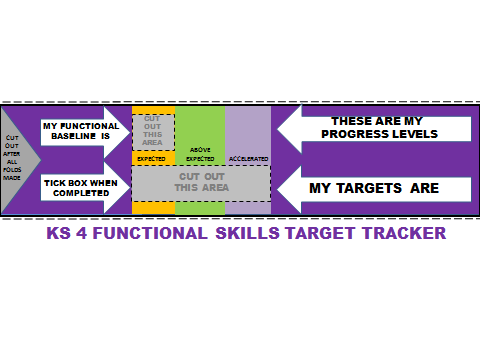 CUT
OUT
AFTER
ALL
FOLDS
MADE
MY FUNCTIONAL
BASELINE IS
TICK BOX WHEN
COMPLETED
CUT
OUT
THIS
AREA
EXPECTED
ABOVE
EXPECTED
ACCELERATED
CUT OUT
THIS AREA
THESE ARE MY
PROGRESS LEVELS
MY TARGETS ARE
KS 4 FUNCTIONAL SKILLS TARGET TRACKER